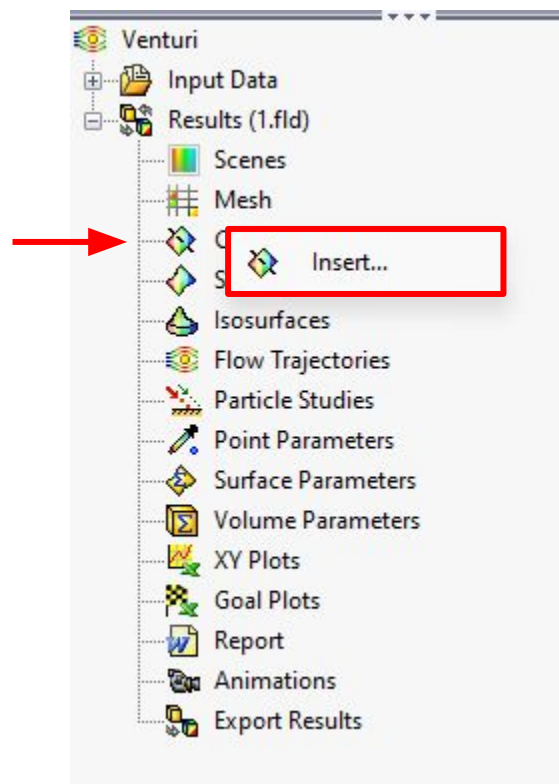 Venturi
Input Data
Results (1.fld)
Scenes
Mesh
Insert...
Isosurfaces
Flow Trajectories
Particle Studies
Point Parameters
Surface Parameters
Volume Parameters
XY Plots
Goal Plots
Report
Animations
Export Results